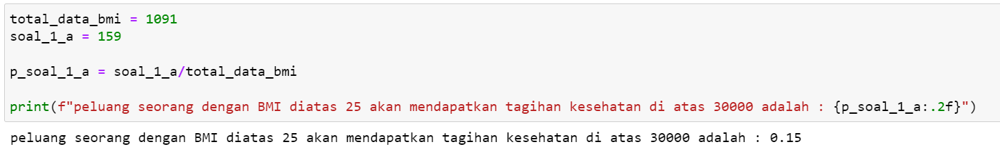 total_data_bmi = 1091
soal_1_a = 159
p_soal_1_a = soal_1_a/total_data_bmi
print(f"peluang seorang dengan BMI diatas 25 akan mendapatkan tagihan kesehatan di atas 30000 adalah : {p_soal_1_a:.2f}")
peluang seorang dengan BMI diatas 25 akan mendapatkan tagihan kesehatan di atas 30000 adalah : 0.15